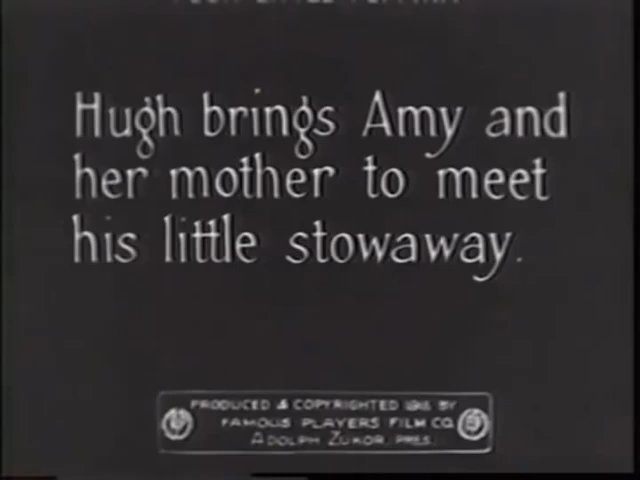 Hugh brings Amy and
her mother to meet
his little stowaway.
PRODUCED & COPYRIGHTED 1916 BY
FAMOUS PLAYERS FILM CO.
ADOLPH ZUKOR, PRES.